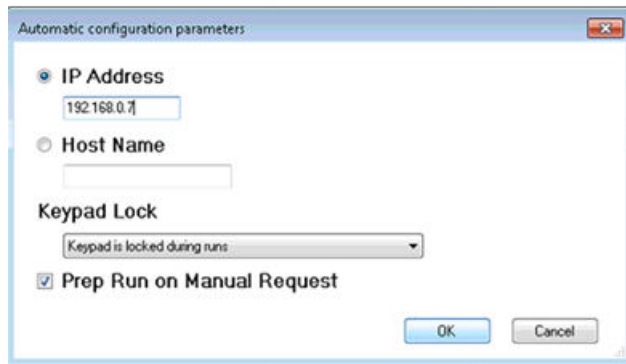 Automatic configuration parameters
IP Address
192.168.0.7
Host Name
Keypad Lock
Keypad is locked during runs
Prep Run on Manual Request
OK Cancel